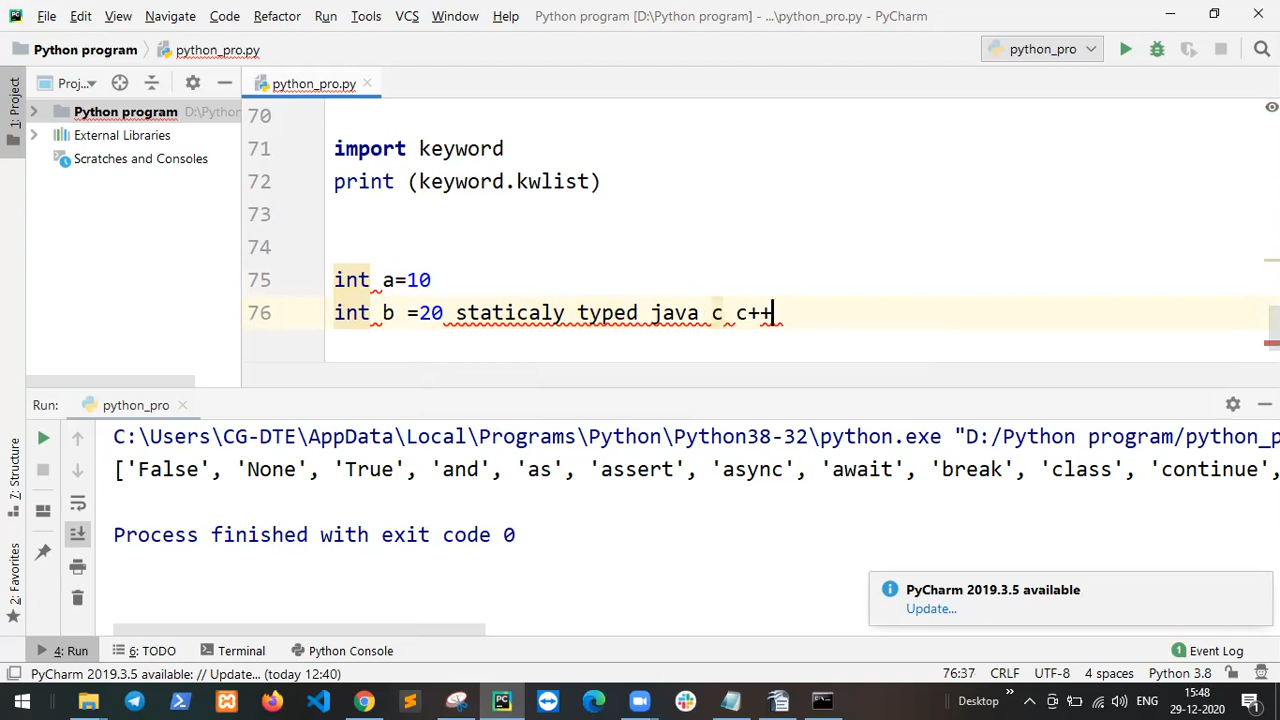 File Edit View Navigate Code Refactor Run Tools VCS Window Help Python program [D:\Python program] - ...\python_pro.py - PyCharm
Python program python_pro.py python_pro
1: Project Proj... python_pro.py
Python program D:\Python
External Libraries
Scratches and Consoles
70
71 import keyword
72 print (keyword.kwlist)
73
74
75 int a=10
76 int b =20 staticaly typed java c c++
Run: python_pro
7: Structure
2: Favorites
C:\Users\CG-DTE\AppData\Local\Programs\Python\Python38-32\python.exe "D:/Python program/python_p
['False', 'None', 'True', 'and', 'as', 'assert', 'async', 'await', 'break', 'class', 'continue',
Process finished with exit code 0
PyCharm 2019.3.5 available
Update...
4: Run 6: TODO Terminal Python Console 1 Event Log
PyCharm 2019.3.5 available: // Update... (today 12:40) 76:37 CRLF UTF-8 4 spaces Python 3.8
Desktop » ENG 15:48
29-12-2020 1